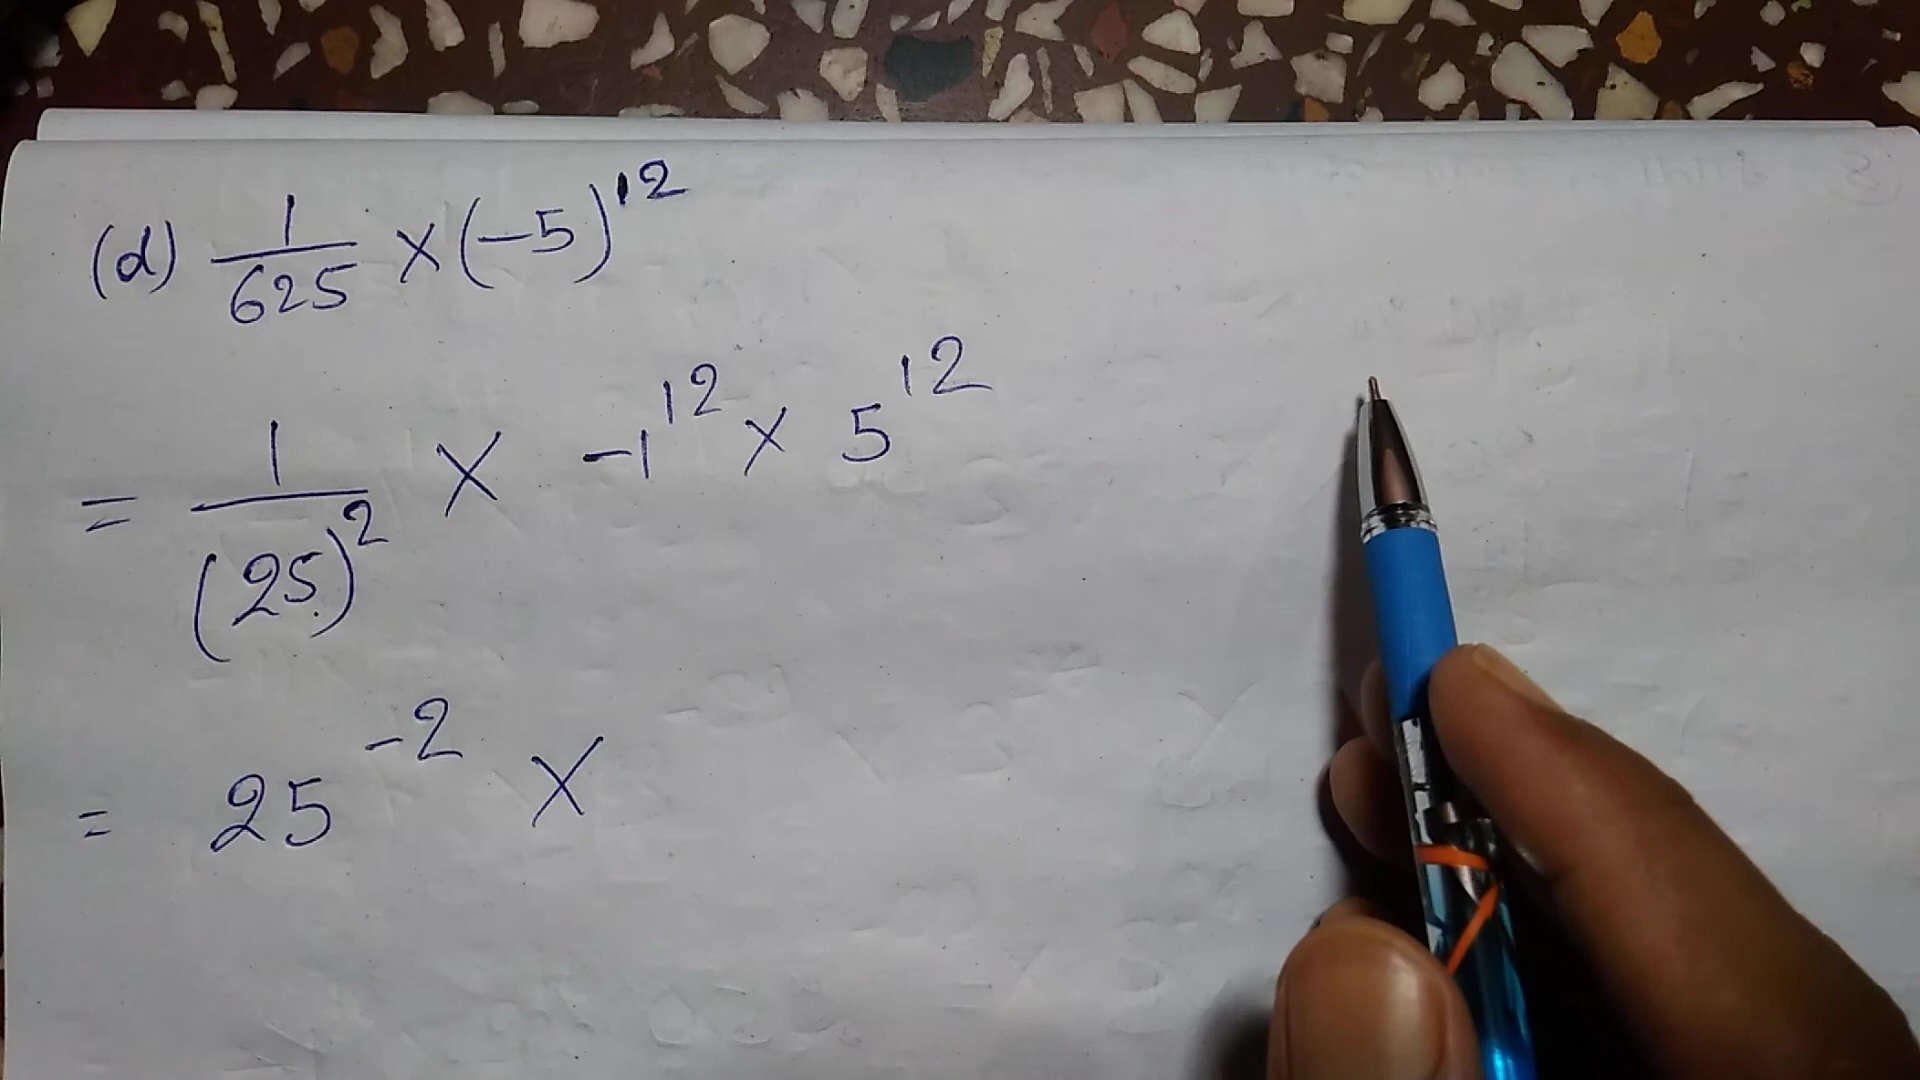 (d) 1/625 × (-5)^12
= 1/(25)^2 × -1^12 × 5^12
= 25^-2 ×